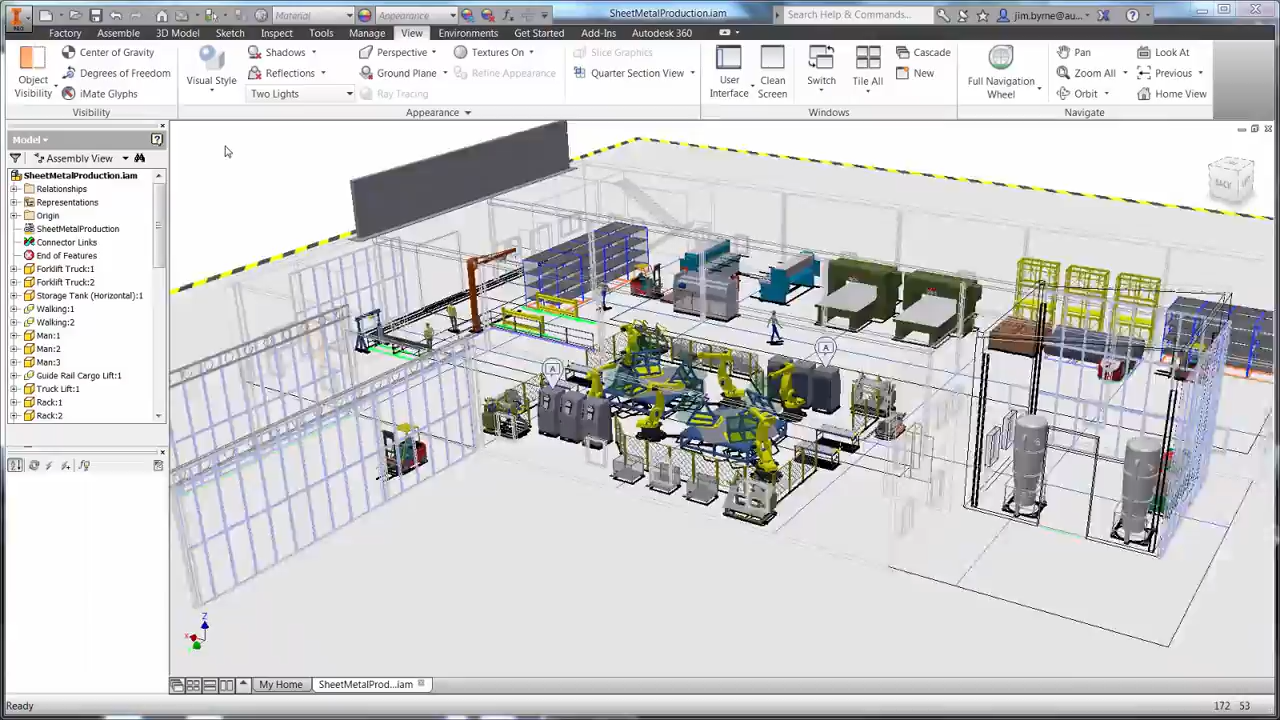 PRO
Material
Appearance
SheetMetalProduction.iam
Search Help & Commands...
jim.byrne@au...
Factory Assemble 3D Model Sketch Inspect Tools Manage View Environments Get Started Add-Ins Autodesk 360
Object Visibility
Center of Gravity
Degrees of Freedom
iMate Glyphs
Visibility
Visual Style
Shadows
Reflections
Two Lights
Perspective
Ground Plane
Ray Tracing
Textures On
Refine Appearance
Slice Graphics
Quarter Section View
Appearance
User Interface
Clean Screen
Switch
Tile All
Cascade
New
Windows
Full Navigation Wheel
Pan
Zoom All
Orbit
Look At
Previous
Home View
Navigate
Model
Assembly View
SheetMetalProduction.iam
Relationships
Representations
Origin
SheetMetalProduction
Connector Links
End of Features
Forklift Truck:1
Forklift Truck:2
Storage Tank (Horizontal):1
Walking:1
Walking:2
Man:1
Man:2
Man:3
Guide Rail Cargo Lift:1
Truck Lift:1
Rack:1
Rack:2
BACK
A
A
Z
X
My Home
SheetMetalProd...iam
Ready
172 53